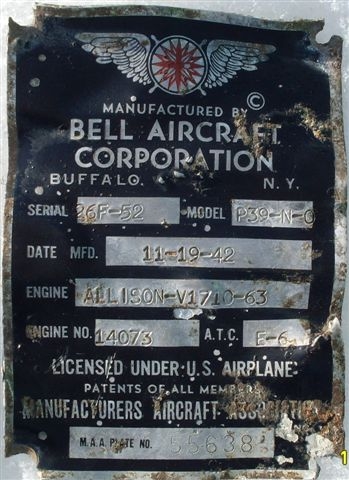 MANUFACTURED BY ©
BELL AIRCRAFT
CORPORATION
BUFFALO, N.Y.
SERIAL 26F-52 MODEL P39-N-0
DATE MFD. 11-19-42
ENGINE ALLISON-V1710-63
ENGINE NO. 14073 A.T.C. E-6
LICENSED UNDER U.S. AIRPLANE
PATENTS OF ALL MEMBERS
MANUFACTURERS AIRCRAFT ASSOCIATION
M.A.A. PLATE NO. 55638
1